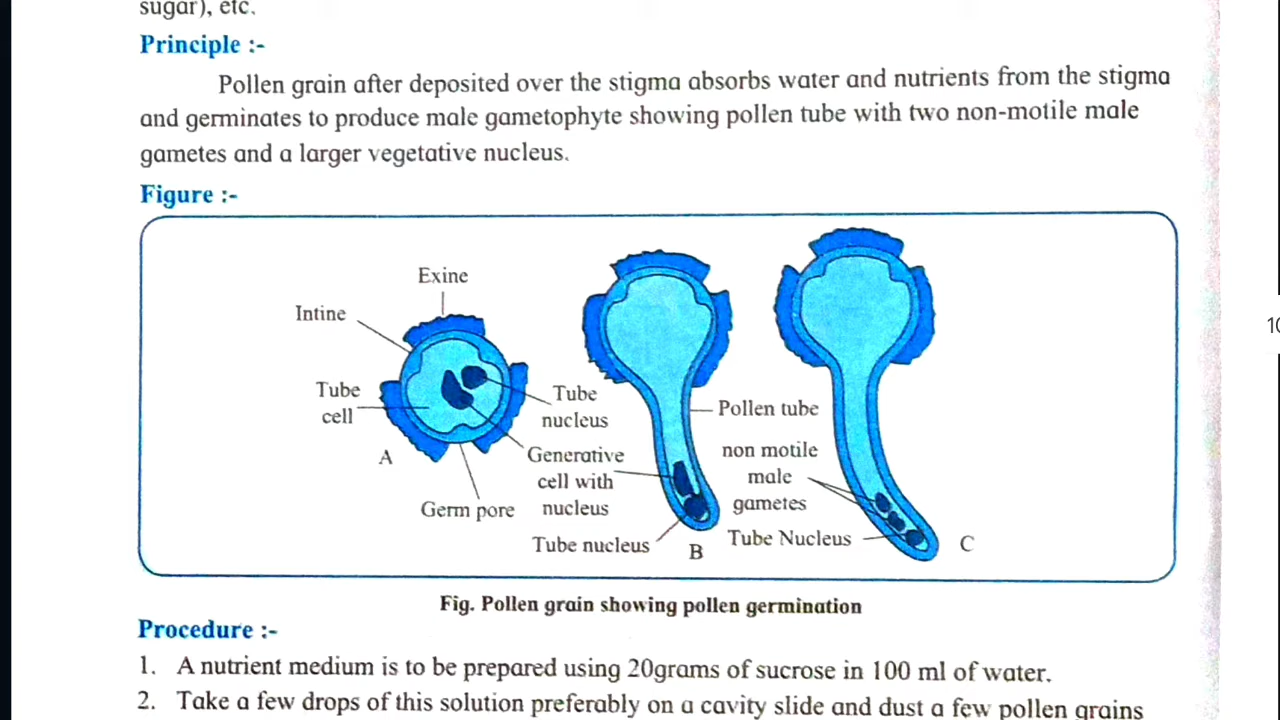 sugar), etc.
Principle :-
Pollen grain after deposited over the stigma absorbs water and nutrients from the stigma
and germinates to produce male gametophyte showing pollen tube with two non-motile male
gametes and a larger vegetative nucleus.
Figure :-
Exine
Intine
Tube
cell
A
Germ pore
Tube
nucleus
Generative
cell with
nucleus
Tube nucleus
B
Pollen tube
non motile
male
gametes
Tube Nucleus
C
Fig. Pollen grain showing pollen germination
Procedure :-
1. A nutrient medium is to be prepared using 20grams of sucrose in 100 ml of water.
2. Take a few drops of this solution preferably on a cavity slide and dust a few pollen grains